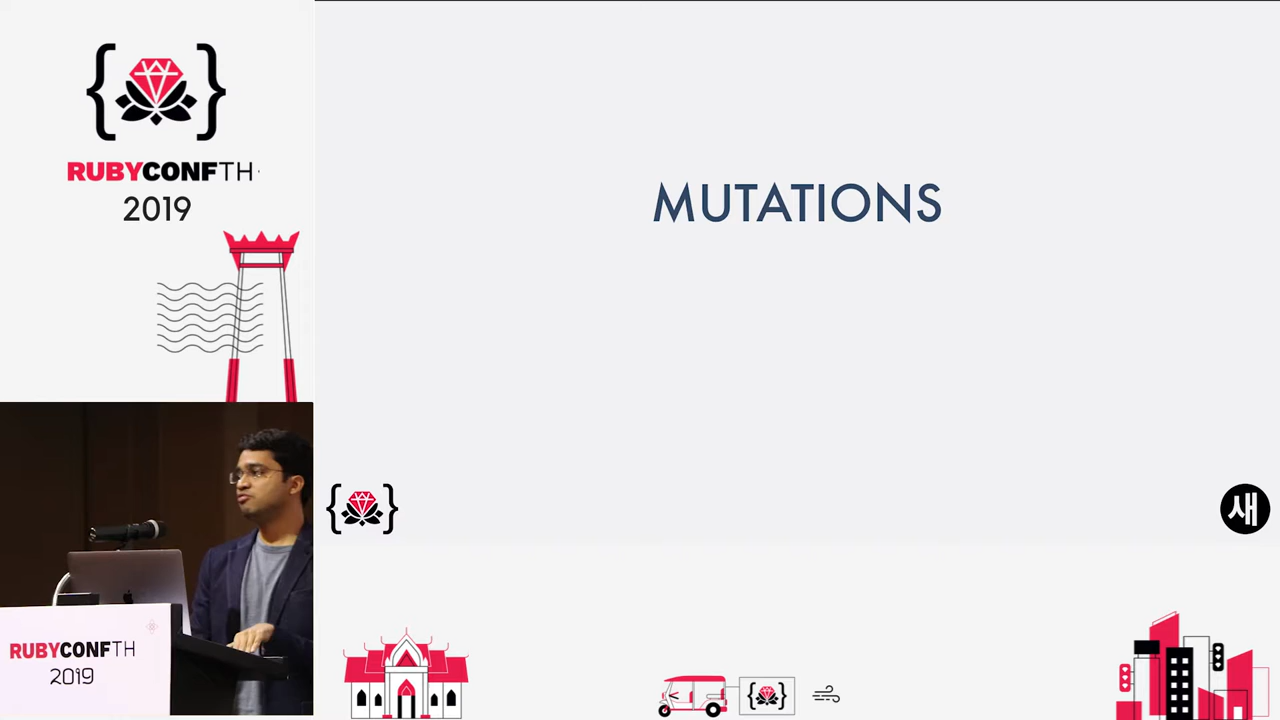 RUBYCONFTH
2019
MUTATIONS
새
RUBYCONFTH
2019